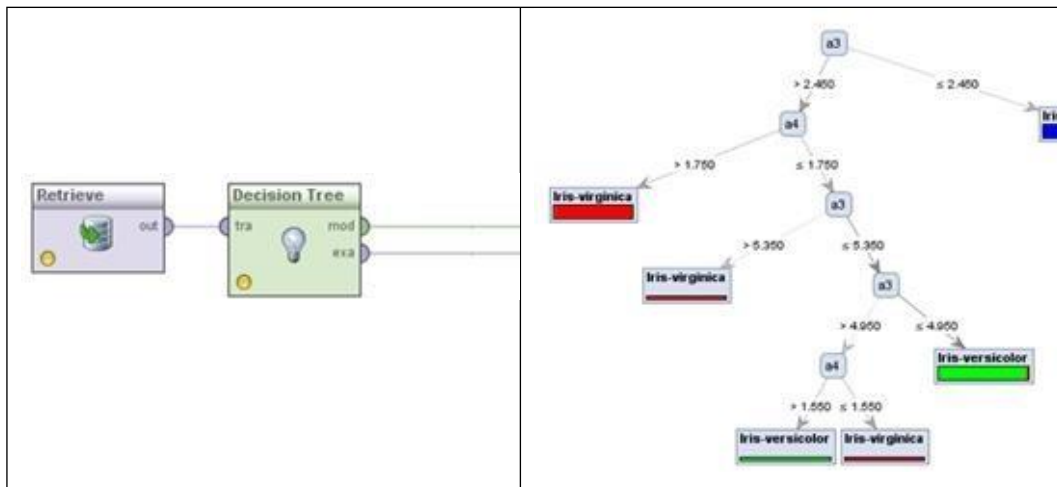 Retrieve
out
Decision Tree
tra
mod
exa
a3
> 2.450
≤ 2.450
a4
> 1.750
≤ 1.750
Iris-virginica
a3
> 5.350
≤ 5.350
Iris-virginica
a3
> 4.950
≤ 4.950
a4
Iris-versicolor
> 1.550
≤ 1.550
Iris-versicolor
Iris-virginica